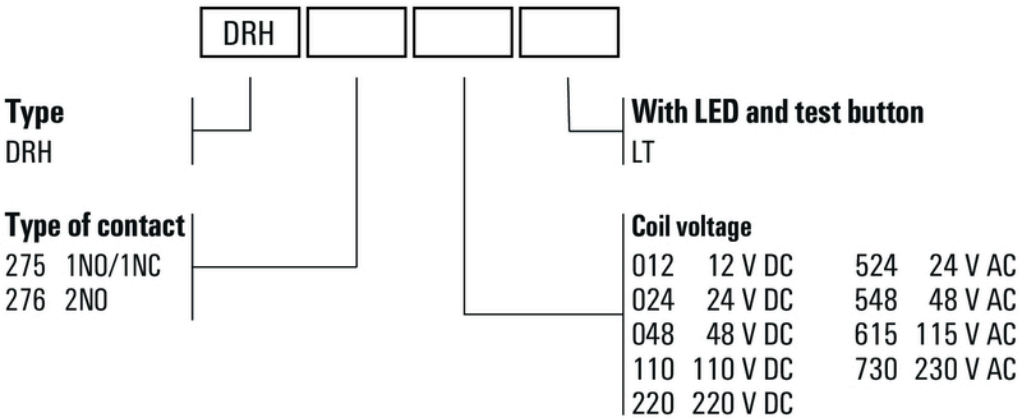 DRH
Type
DRH
With LED and test button
LT
Type of contact
275 1NO/1NC
276 2NO
Coil voltage
012 12 V DC 524 24 V AC
024 24 V DC 548 48 V AC
048 48 V DC 615 115 V AC
110 110 V DC 730 230 V AC
220 220 V DC